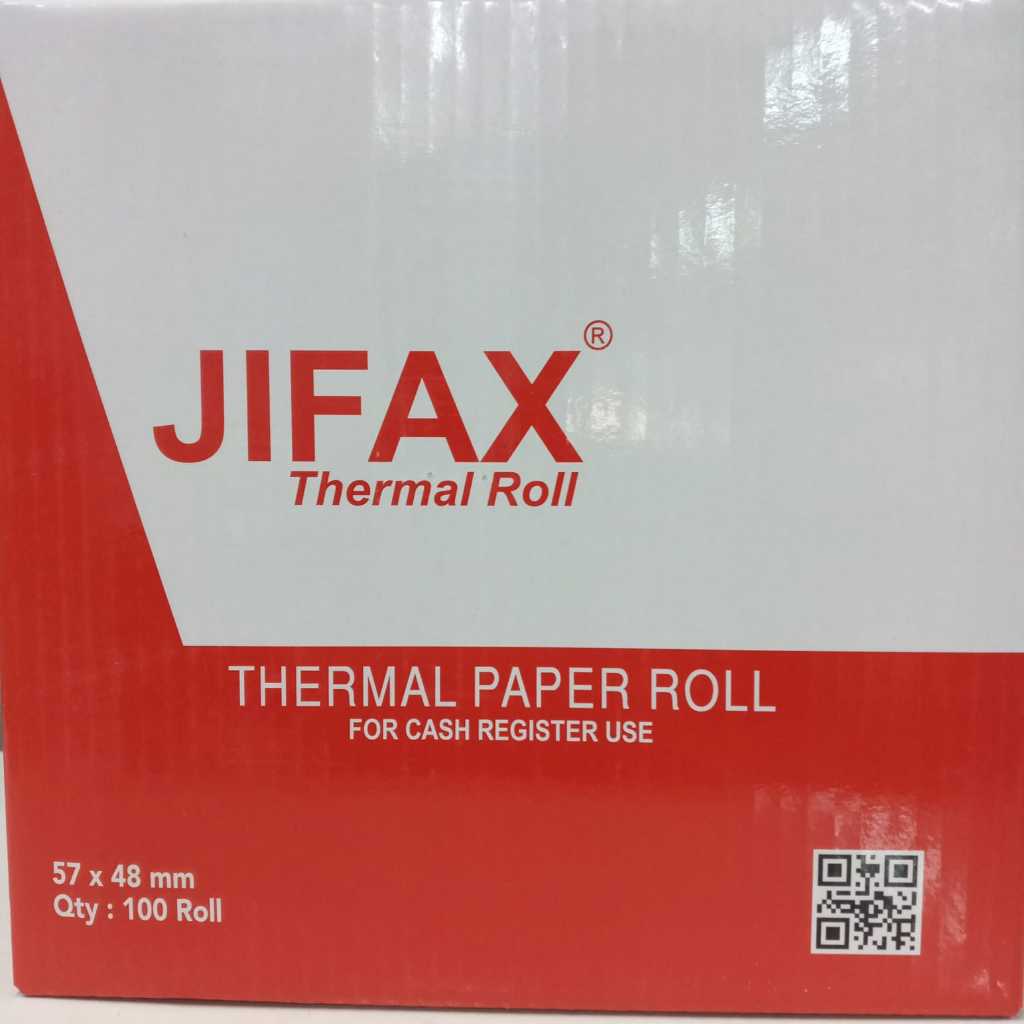 JIFAX®
Thermal Roll
THERMAL PAPER ROLL
FOR CASH REGISTER USE
57 x 48 mm
Qty : 100 Roll